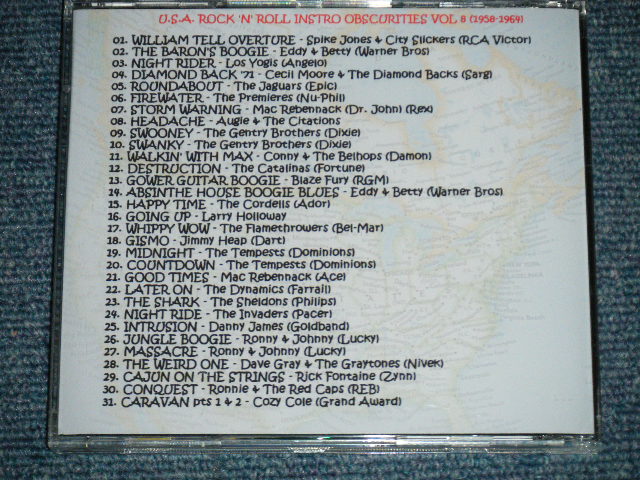 U.S.A. ROCK 'N' ROLL INSTRO OBSCURITIES VOL 8 (1958-1964)
01. WILLIAM TELL OVERTURE - Spike Jones & City Slickers (RCA Victor)
02. THE BARON'S BOOGIE - Eddy & Betty (Warner Bros)
03. NIGHT RIDER - Los Yogis (Angelo)
04. DIAMOND BACK '71 - Cecil Moore & The Diamond Backs (Sarg)
05. ROUNDABOUT - The Jaguars (Epic)
06. FIREWATER - The Premieres (Nu-Phil)
07. STORM WARNING - Mac Rebennack (Dr. John) (Rex)
08. HEADACHE - Augie & The Citations
09. SWOONEY - The Gentry Brothers (Dixie)
10. SWANKY - The Gentry Brothers (Dixie)
11. WALKIN' WITH MAX - Conny & The Belhops (Damon)
12. DESTRUCTION - The Catalinas (Fortune)
13. GOWER GUITAR BOOGIE - Blaze Fury (RGM)
14. ABSINTHE HOUSE BOOGIE BLUES - Eddy & Betty (Warner Bros)
15. HAPPY TIME - The Cordells (Ador)
16. GOING UP - Larry Holloway
17. WHIPPY WOW - The Flamethrowers (Bel-Mar)
18. GISMO - Jimmy Heap (Dart)
19. MIDNIGHT - The Tempests (Dominions)
20. COUNTDOWN - The Tempests (Dominions)
21. GOOD TIMES - Mac Rebennack (Ace)
22. LATER ON - The Dynamics (Farrall)
23. THE SHARK - The Sheldons (Philips)
24. NIGHT RIDE - The Invaders (Pacer)
25. INTRUSION - Danny James (Goldband)
26. JUNGLE BOOGIE - Ronny & Johnny (Lucky)
27. MASSACRE - Ronny & Johnny (Lucky)
28. THE WEIRD ONE - Dave Gray & The Graytones (Nivek)
29. CAJUN ON THE STRINGS - Rick Fontaine (Zynn)
30. CONQUEST - Ronnie & The Red Caps (REB)
31. CARAVAN pts 1 & 2 - Cozy Cole (Grand Award)